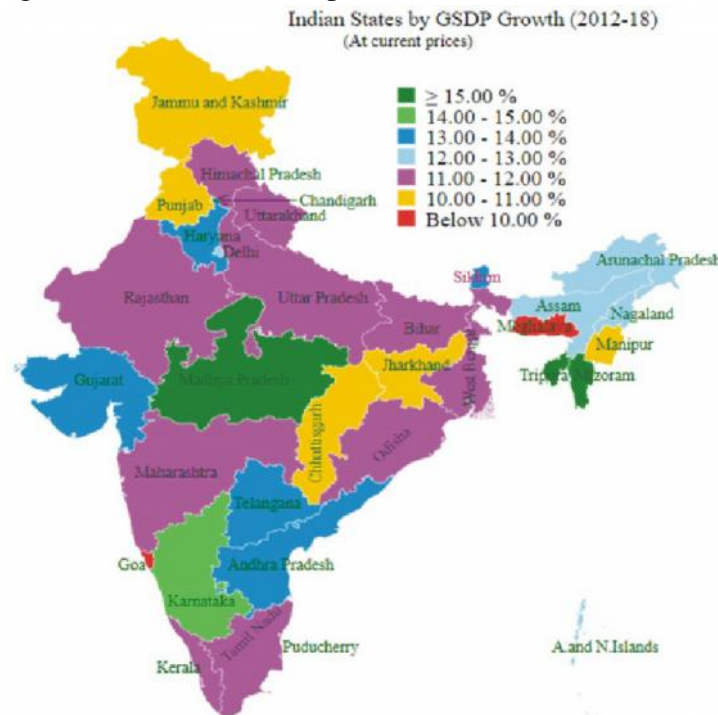 Indian States by GSDP Growth (2012-18)
(At current prices)
≥ 15.00 %
14.00 - 15.00 %
13.00 - 14.00 %
12.00 - 13.00 %
11.00 - 12.00 %
10.00 - 11.00 %
Below 10.00 %
Jammu and Kashmir
Himachal Pradesh
Punjab
Chandigarh
Uttarakhand
Haryana
Delhi
Rajasthan
Uttar Pradesh
Sikkim
Arunachal Pradesh
Assam
Nagaland
Bihar
Meghalaya
Manipur
Gujarat
Madhya Pradesh
Jharkhand
West Bengal
Tripura
Mizoram
Chhattisgarh
Odisha
Maharashtra
Telangana
Goa
Andhra Pradesh
Karnataka
Tamil Nadu
Puducherry
Kerala
A.and N.Islands